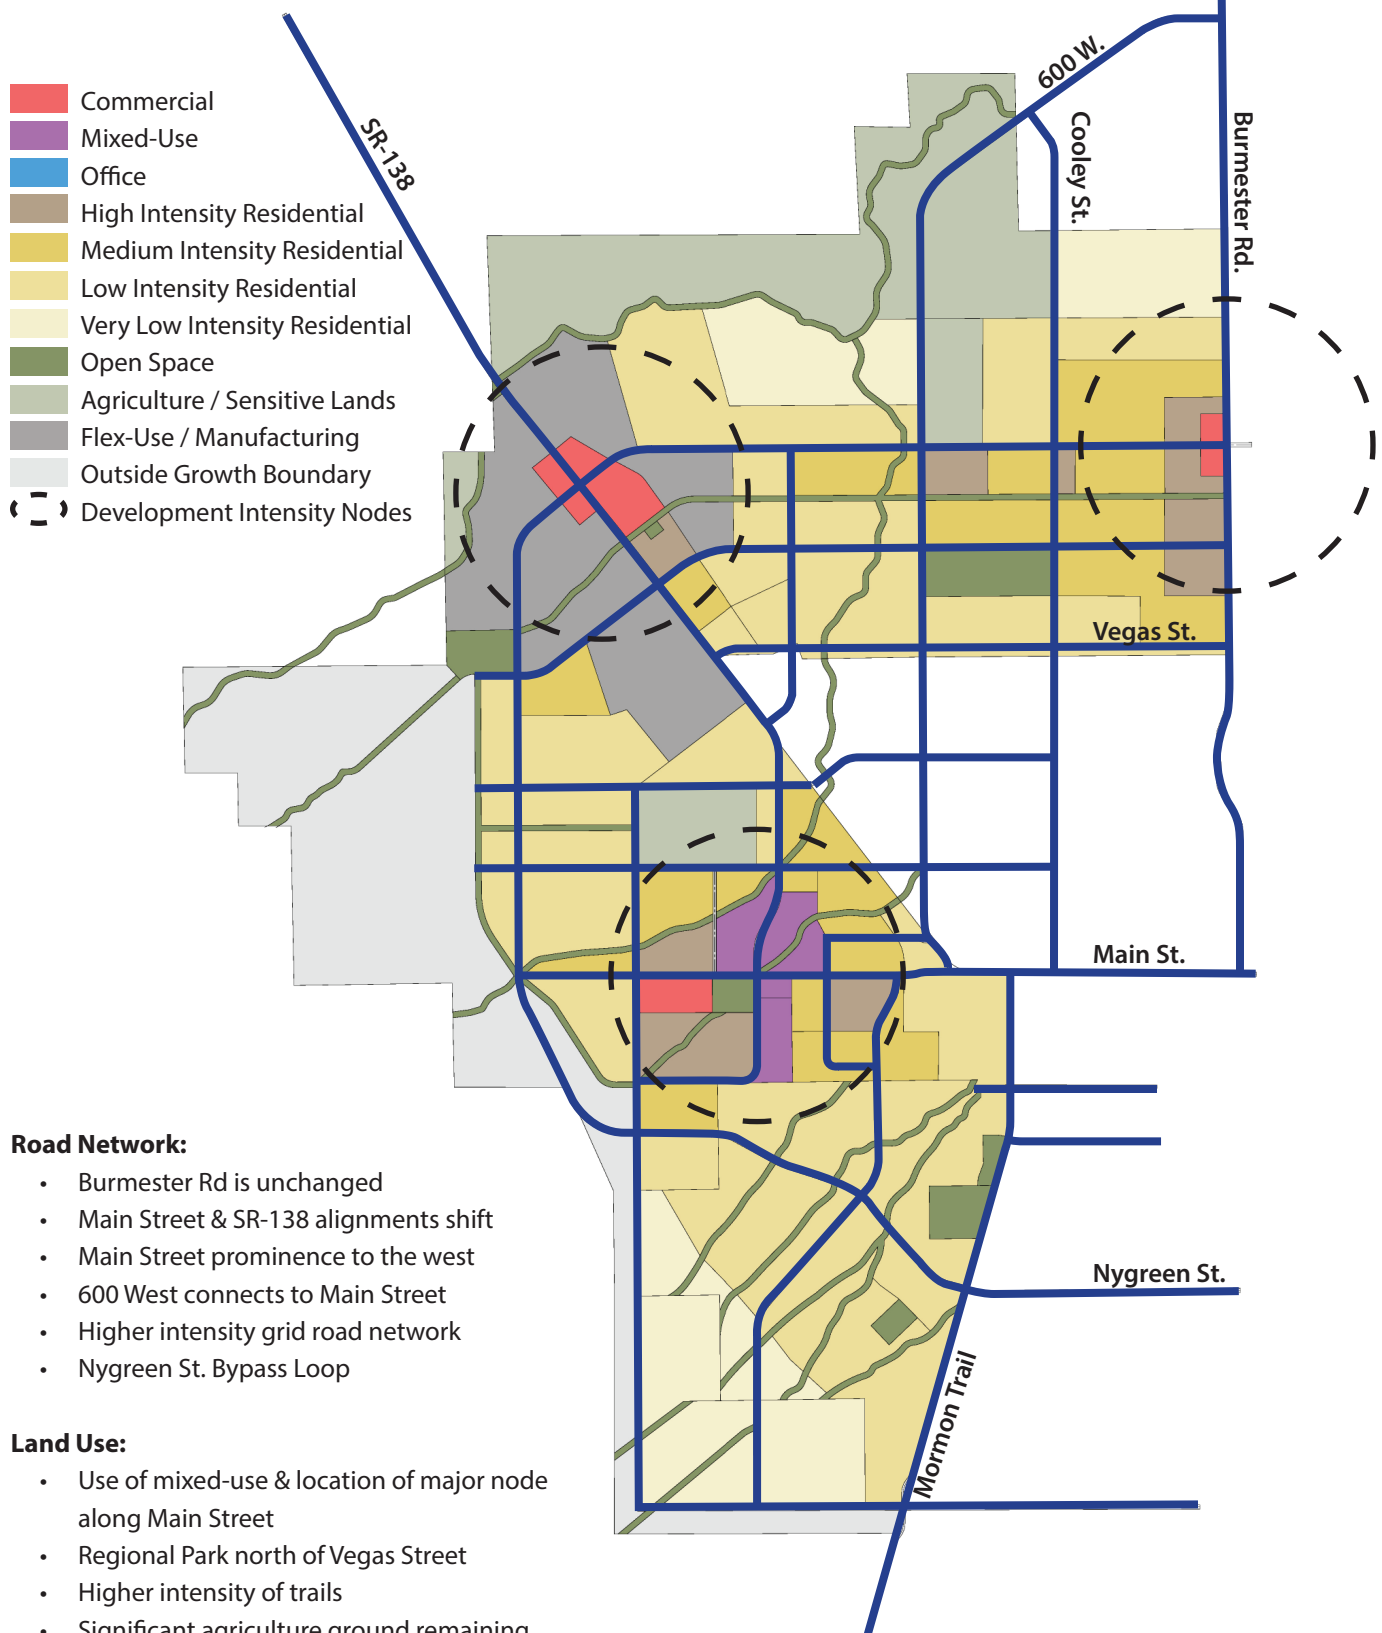 Commercial
Mixed-Use
Office
High Intensity Residential
Medium Intensity Residential
Low Intensity Residential
Very Low Intensity Residential
Open Space
Agriculture / Sensitive Lands
Flex-Use / Manufacturing
Outside Growth Boundary
Development Intensity Nodes
SR-138
600 W.
Cooley St.
Burmester Rd.
Vegas St.
Main St.
Nygreen St.
Mormon Trail
Road Network:
• Burmester Rd is unchanged
• Main Street & SR-138 alignments shift
• Main Street prominence to the west
• 600 West connects to Main Street
• Higher intensity grid road network
• Nygreen St. Bypass Loop
Land Use:
• Use of mixed-use & location of major node
along Main Street
• Regional Park north of Vegas Street
• Higher intensity of trails
• Significant agriculture ground remaining